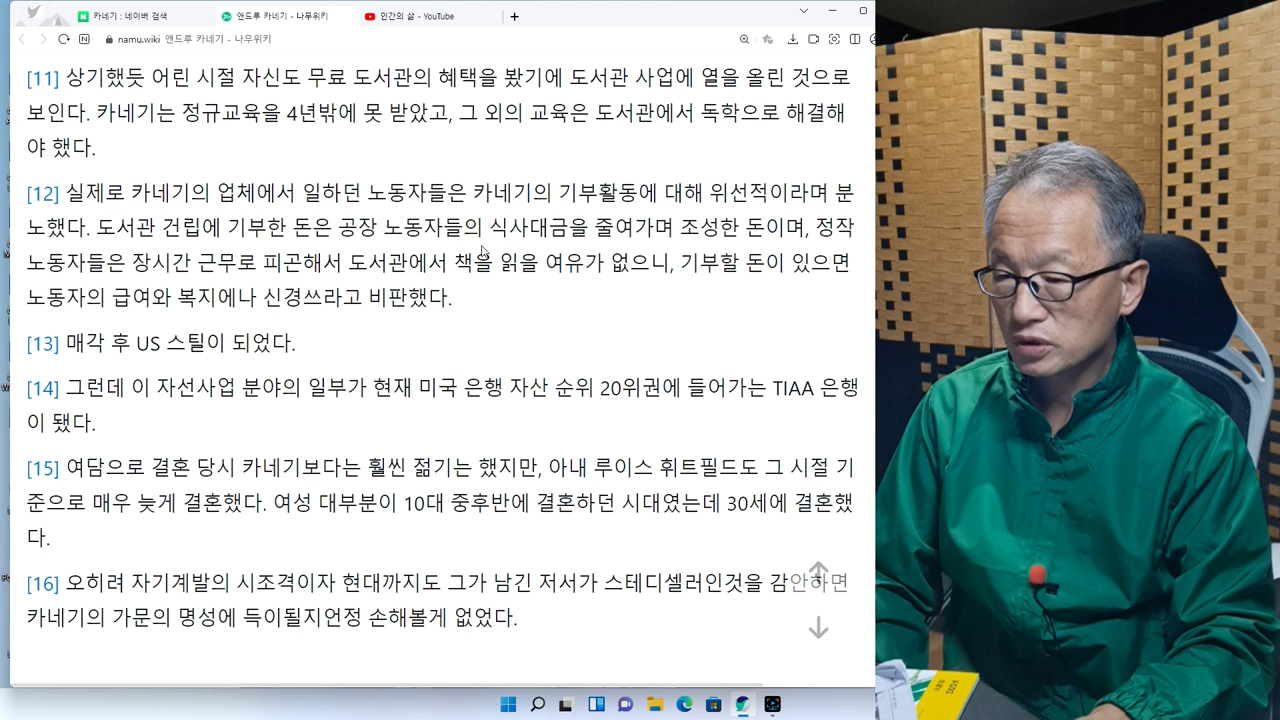 카네기 : 네이버 검색
앤드루 카네기 - 나무위키
인간의 삶 - YouTube
namu.wiki 앤드루 카네기 - 나무위키
[11] 상기했듯 어린 시절 자신도 무료 도서관의 혜택을 봤기에 도서관 사업에 열을 올린 것으로
보인다. 카네기는 정규교육을 4년밖에 못 받았고, 그 외의 교육은 도서관에서 독학으로 해결해
야 했다.
[12] 실제로 카네기의 업체에서 일하던 노동자들은 카네기의 기부활동에 대해 위선적이라며 분
노했다. 도서관 건립에 기부한 돈은 공장 노동자들의 식사대금을 줄여가며 조성한 돈이며, 정작
노동자들은 장시간 근무로 피곤해서 도서관에서 책을 읽을 여유가 없으니, 기부할 돈이 있으면
노동자의 급여와 복지에나 신경쓰라고 비판했다.
[13] 매각 후 US 스틸이 되었다.
[14] 그런데 이 자선사업 분야의 일부가 현재 미국 은행 자산 순위 20위권에 들어가는 TIAA 은행
이 됐다.
[15] 여담으로 결혼 당시 카네기보다는 훨씬 젊기는 했지만, 아내 루이스 휘트필드도 그 시절 기
준으로 매우 늦게 결혼했다. 여성 대부분이 10대 중후반에 결혼하던 시대였는데 30세에 결혼했
다.
[16] 오히려 자기계발의 시조격이자 현대까지도 그가 남긴 저서가 스테디셀러인것을 감안하면
카네기의 가문의 명성에 득이될지언정 손해볼게 없었다.